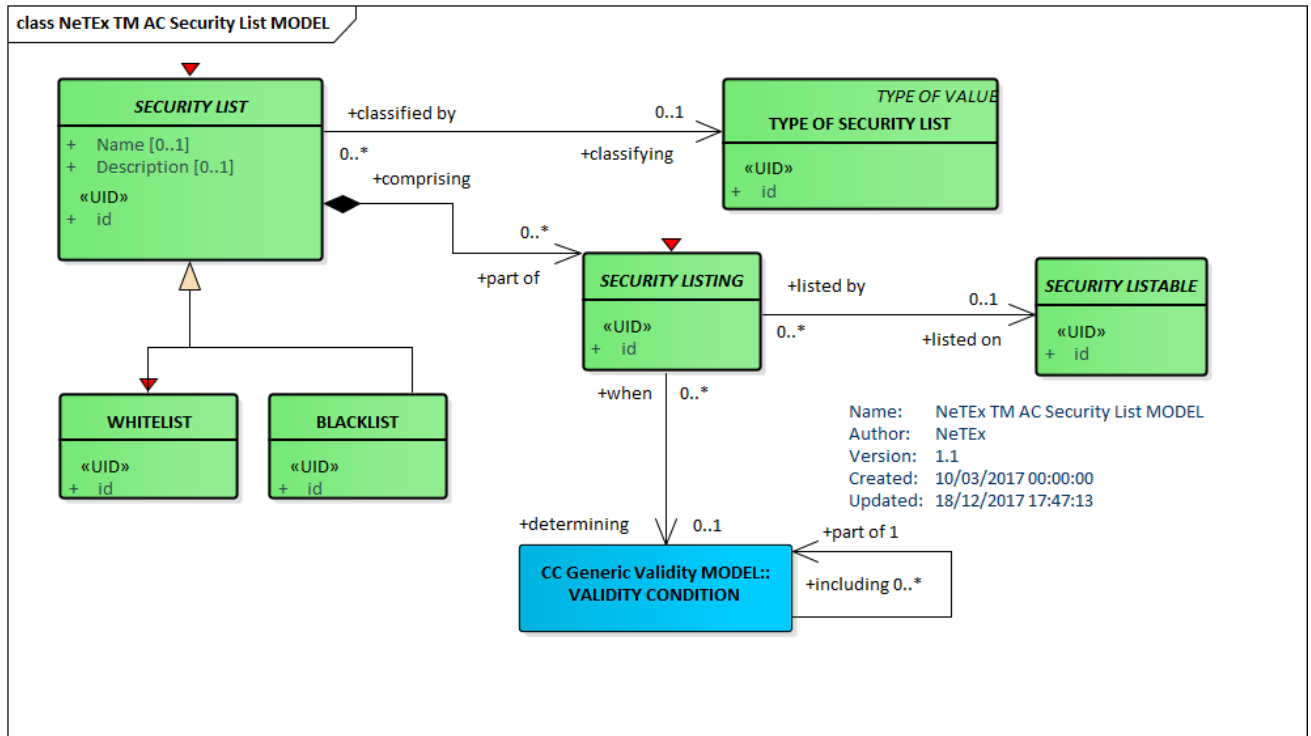 class NeTEx TM AC Security List MODEL
SECURITY LIST
+ Name [0..1]
+ Description [0..1]
«UID»
+ id
+classified by
0..1
0..*
+classifying
TYPE OF VALUE
TYPE OF SECURITY LIST
«UID»
+ id
+comprising
0..*
+part of
SECURITY LISTING
«UID»
+ id
+listed by
0..1
0..*
+listed on
SECURITY LISTABLE
«UID»
+ id
WHITELIST
«UID»
+ id
BLACKLIST
«UID»
+ id
+when 0..*
Name: NeTEx TM AC Security List MODEL
Author: NeTEx
Version: 1.1
Created: 10/03/2017 00:00:00
Updated: 18/12/2017 17:47:13
+determining 0..1
+part of 1
CC Generic Validity MODEL::
VALIDITY CONDITION
+including 0..*